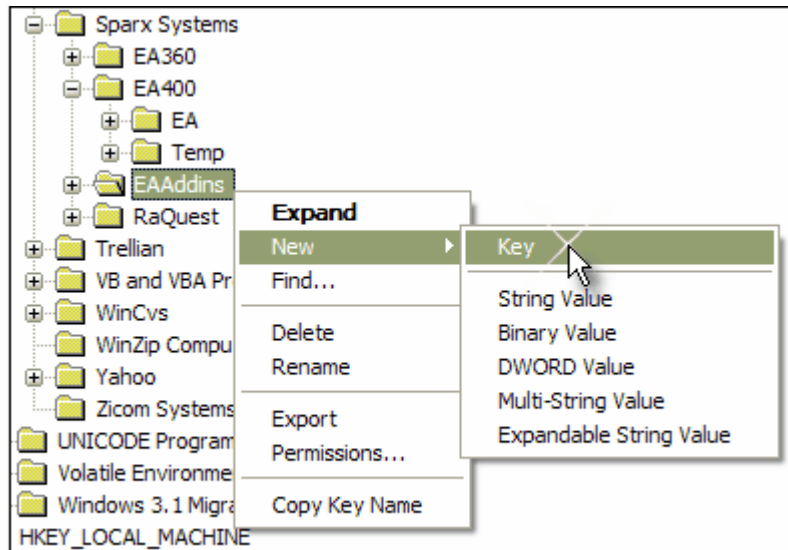 Sparx Systems
EA360
EA400
EA
Temp
EAAddins
RaQuest
Trellian
VB and VBA Pr
WinCvs
WinZip Compu
Yahoo
Zicom Systems
UNICODE Program
Volatile Environme
Windows 3.1 Migra
HKEY_LOCAL_MACHINE
Expand
New
Find...
Delete
Rename
Export
Permissions...
Copy Key Name
Key
String Value
Binary Value
DWORD Value
Multi-String Value
Expandable String Value